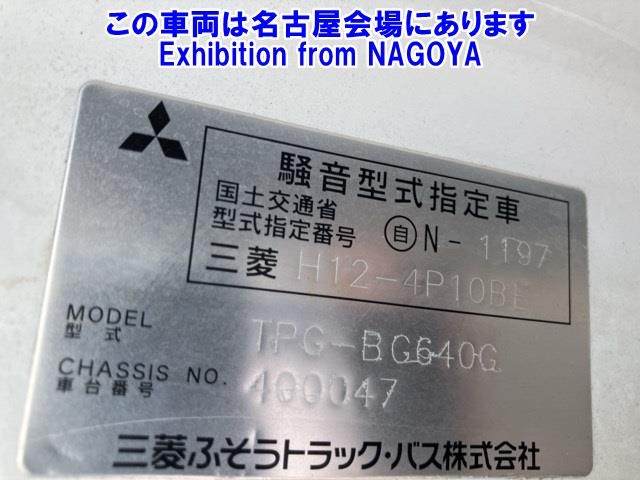 この車両は名古屋会場にあります
Exhibition from NAGOYA
騒音型式指定車
国土交通省
型式指定番号 自 N-1197
三菱 H12-4P10BE
MODEL
型式 TPG-BG640G
CHASSIS NO.
車台番号 400047
三菱ふそうトラック・バス株式会社